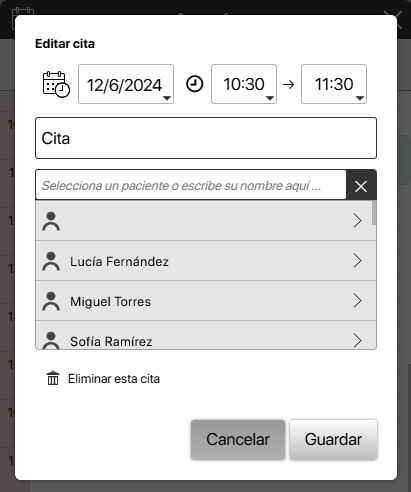 Editar cita
12/6/2024 10:30 → 11:30
Cita
Selecciona un paciente o escribe su nombre aquí ...
Lucía Fernández
Miguel Torres
Sofía Ramírez
Eliminar esta cita
Cancelar Guardar